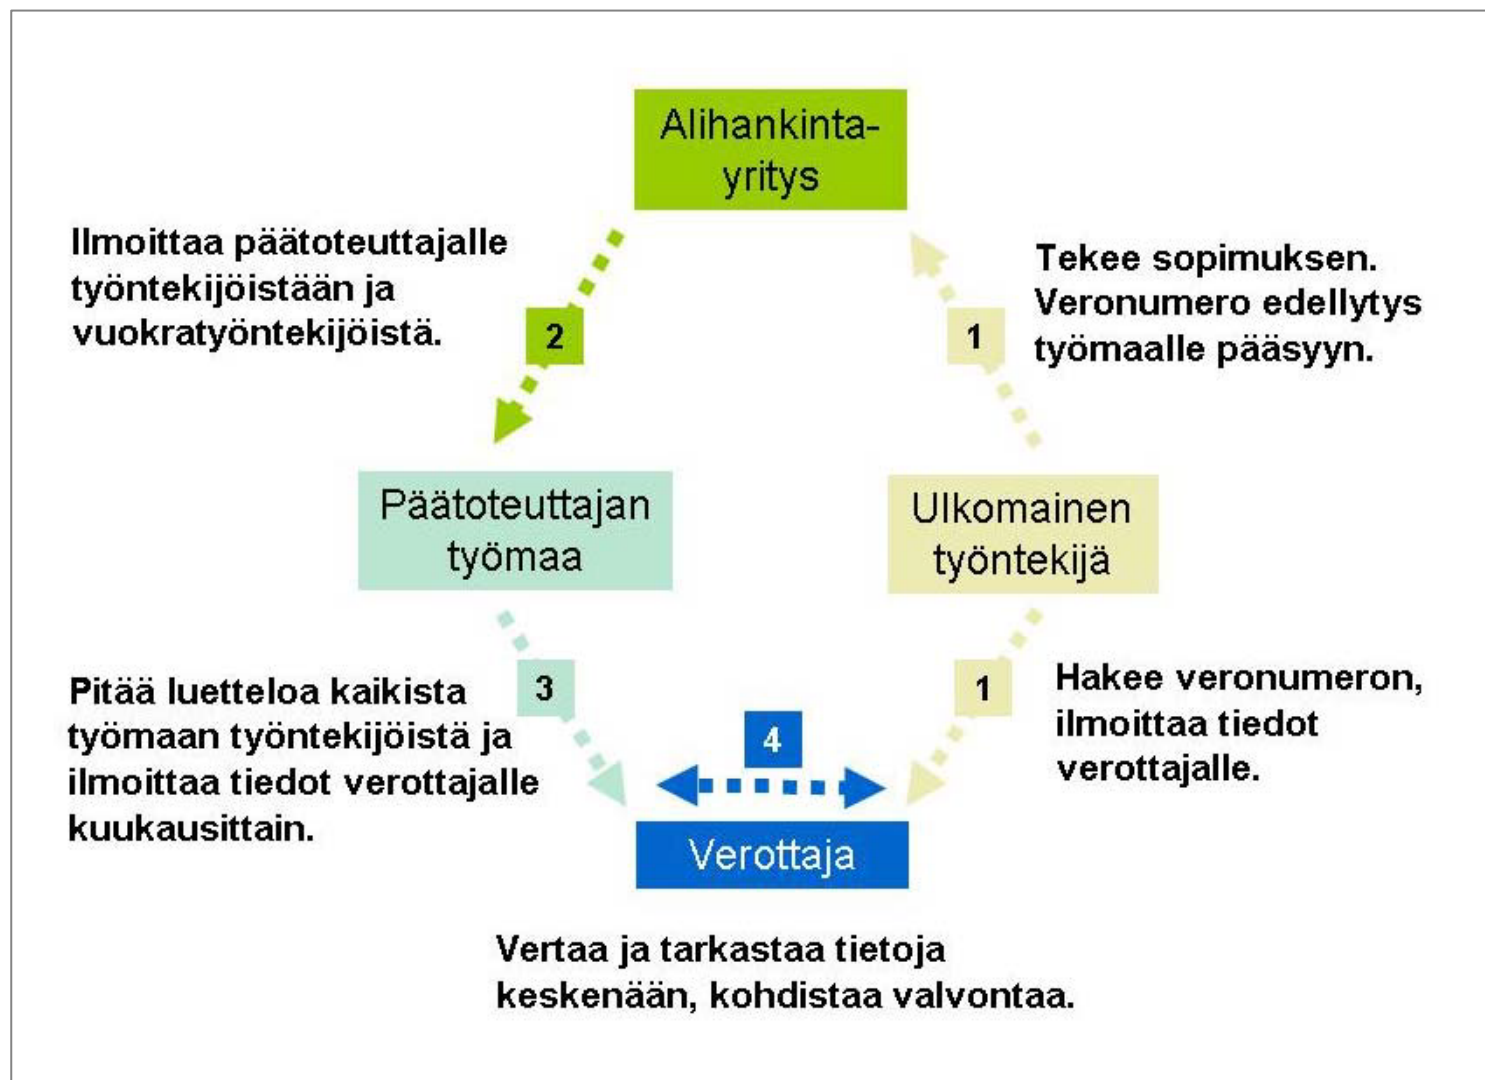 Alihankinta-
yritys
Ilmoittaa päätoteuttajalle
työntekijöistään ja
vuokratyöntekijöistä.
2
1
Tekee sopimuksen.
Veronumero edellytys
työmaalle pääsyyn.
Päätoteuttajan
työmaa
Ulkomainen
työntekijä
Pitää luetteloa kaikista
työmaan työntekijöistä ja
ilmoittaa tiedot verottajalle
kuukausittain.
3
4
1
Hakee veronumeron,
ilmoittaa tiedot
verottajalle.
Verottaja
Vertaa ja tarkastaa tietoja
keskenään, kohdistaa valvontaa.